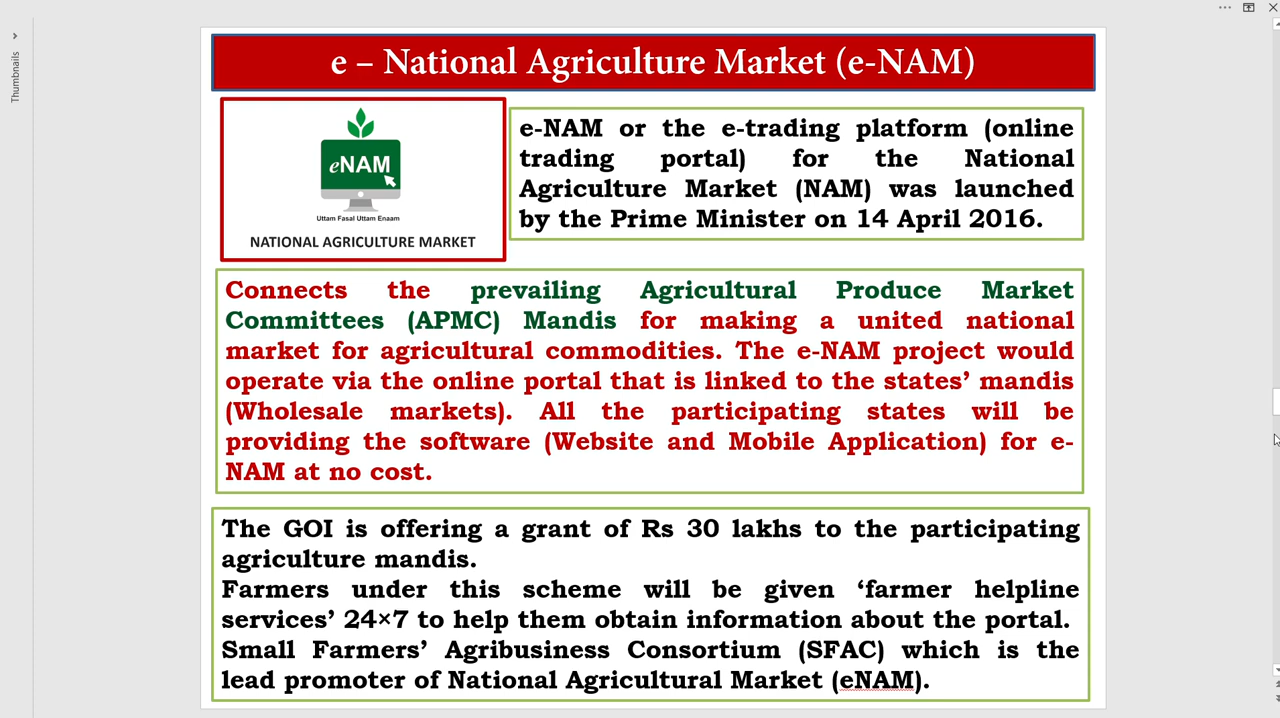 Thumbnails
e – National Agriculture Market (e-NAM)
eNAM
Uttam Fasal Uttam Enaam
NATIONAL AGRICULTURE MARKET
e-NAM or the e-trading platform (online
trading portal) for the National
Agriculture Market (NAM) was launched
by the Prime Minister on 14 April 2016.
Connects the prevailing Agricultural Produce Market
Committees (APMC) Mandis for making a united national
market for agricultural commodities. The e-NAM project would
operate via the online portal that is linked to the states’ mandis
(Wholesale markets). All the participating states will be
providing the software (Website and Mobile Application) for e-
NAM at no cost.
The GOI is offering a grant of Rs 30 lakhs to the participating
agriculture mandis.
Farmers under this scheme will be given ‘farmer helpline
services’ 24×7 to help them obtain information about the portal.
Small Farmers’ Agribusiness Consortium (SFAC) which is the
lead promoter of National Agricultural Market (eNAM).